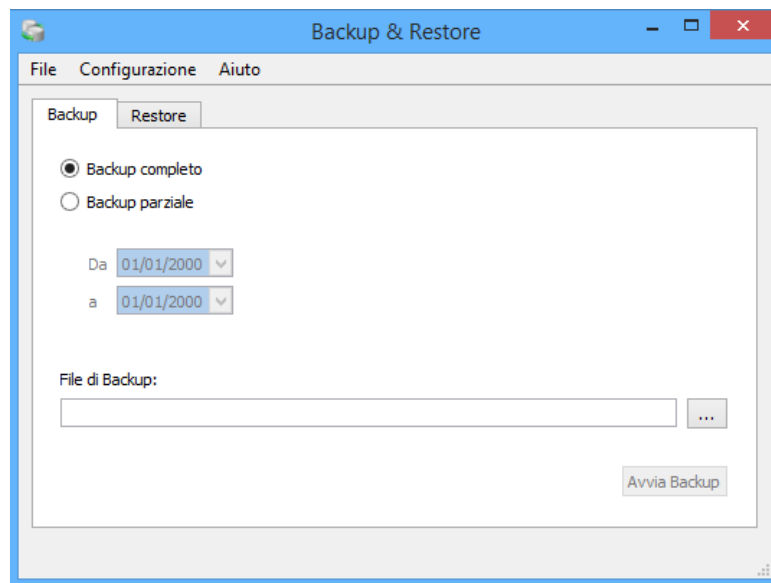 Backup & Restore
File Configurazione Aiuto
Backup Restore
Backup completo
Backup parziale
Da 01/01/2000
a 01/01/2000
File di Backup:
...
Avvia Backup